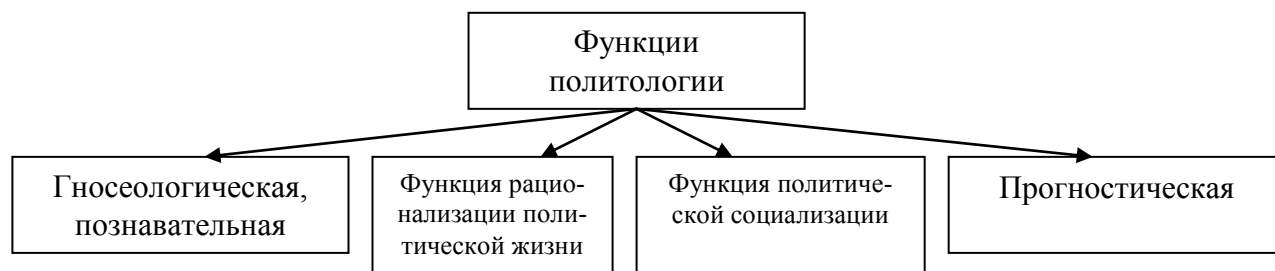 Функции
политологии
Гносеологическая,
познавательная
Функция рацио-
нализации поли-
тической жизни
Функция политиче-
ской социализации
Прогностическая